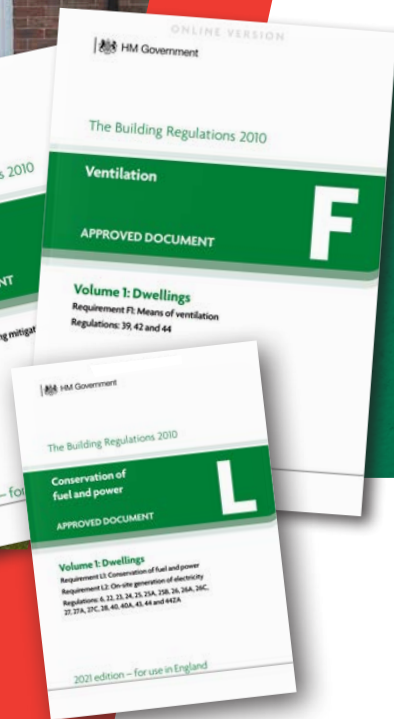 ONLINE VERSION
HM Government
The Building Regulations 2010
Ventilation
F
APPROVED DOCUMENT
Volume 1: Dwellings
Requirement F1: Means of ventilation
Regulations: 39, 42 and 44
s 2010
NT
ng mitigat
– for
HM Government
The Building Regulations 2010
Conservation of
fuel and power
L
APPROVED DOCUMENT
Volume 1: Dwellings
Requirement L1: Conservation of fuel and power
Requirement L2: On-site generation of electricity
Regulations: 6, 22, 23, 24, 25, 25A, 25B, 26, 26A, 26C,
27, 27A, 27C, 28, 40, 40A, 43, 44 and 44ZA
2021 edition – for use in England